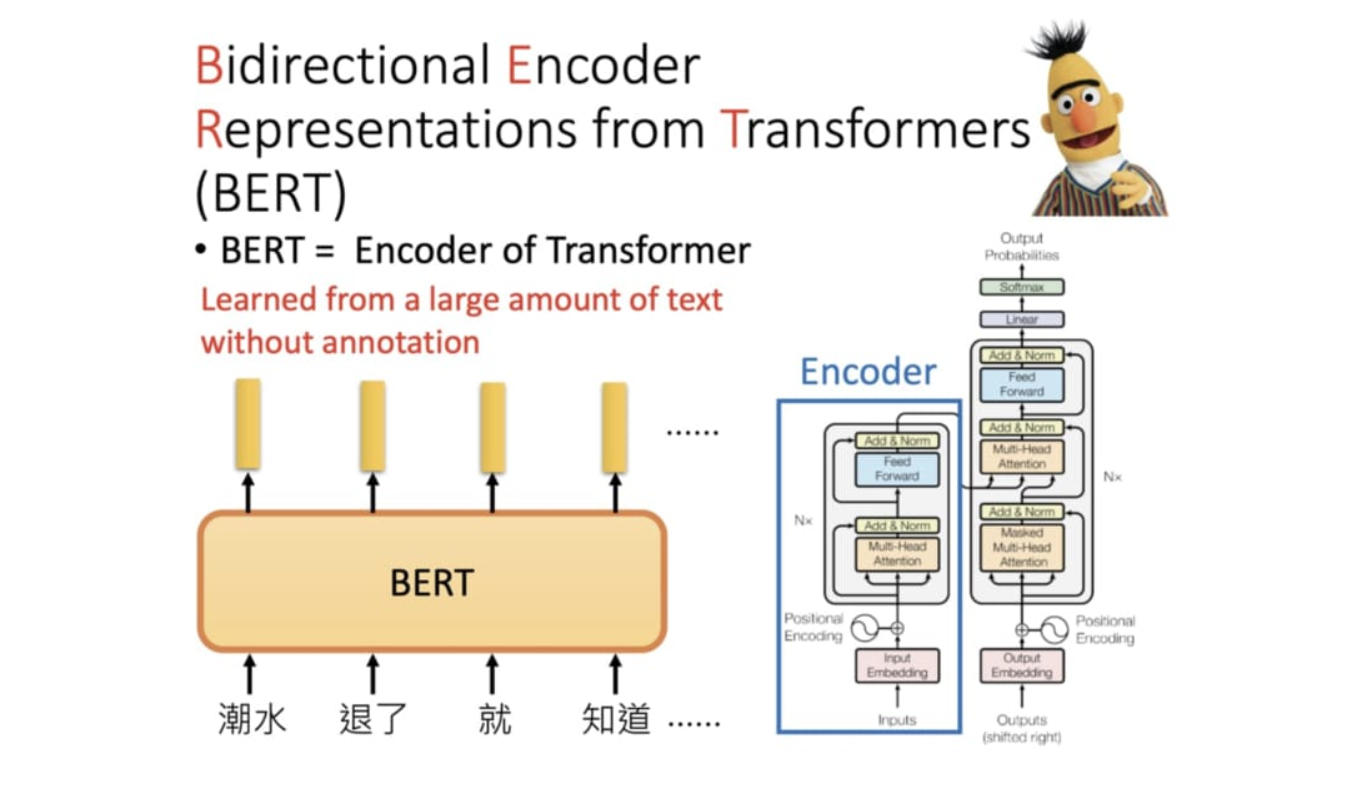 Bidirectional Encoder
Representations from Transformers
(BERT)
• BERT = Encoder of Transformer
Learned from a large amount of text
without annotation
......
BERT
潮水 退了 就 知道 ......
Encoder
Add & Norm
Feed
Forward
Nx
Add & Norm
Multi-Head
Attention
Positional
Encoding
Input
Embedding
Inputs
Output
Probabilities
Softmax
Linear
Add & Norm
Feed
Forward
Add & Norm
Multi-Head
Attention
Nx
Add & Norm
Masked
Multi-Head
Attention
Positional
Encoding
Output
Embedding
Outputs
(shifted right)